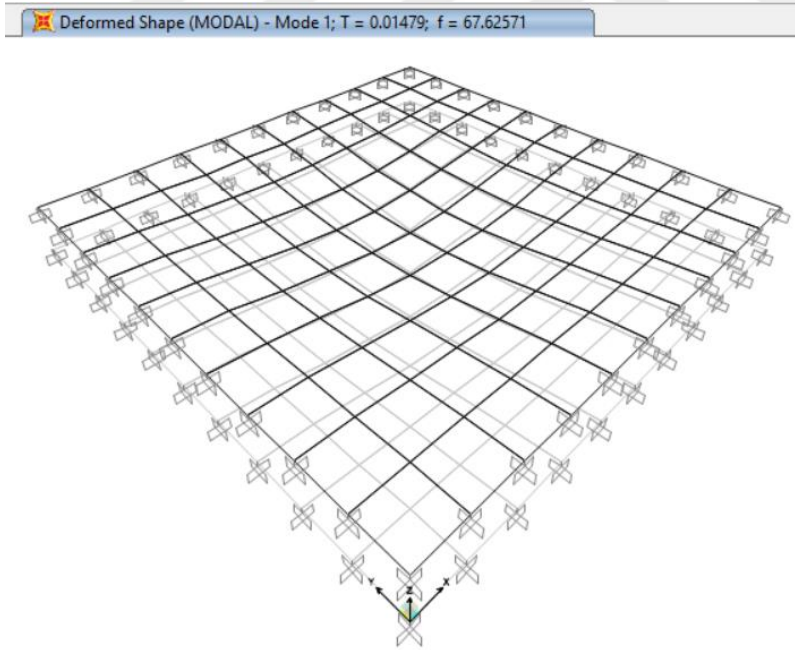 Deformed Shape (MODAL) - Mode 1; T = 0.01479; f = 67.62571
Y
Z
X